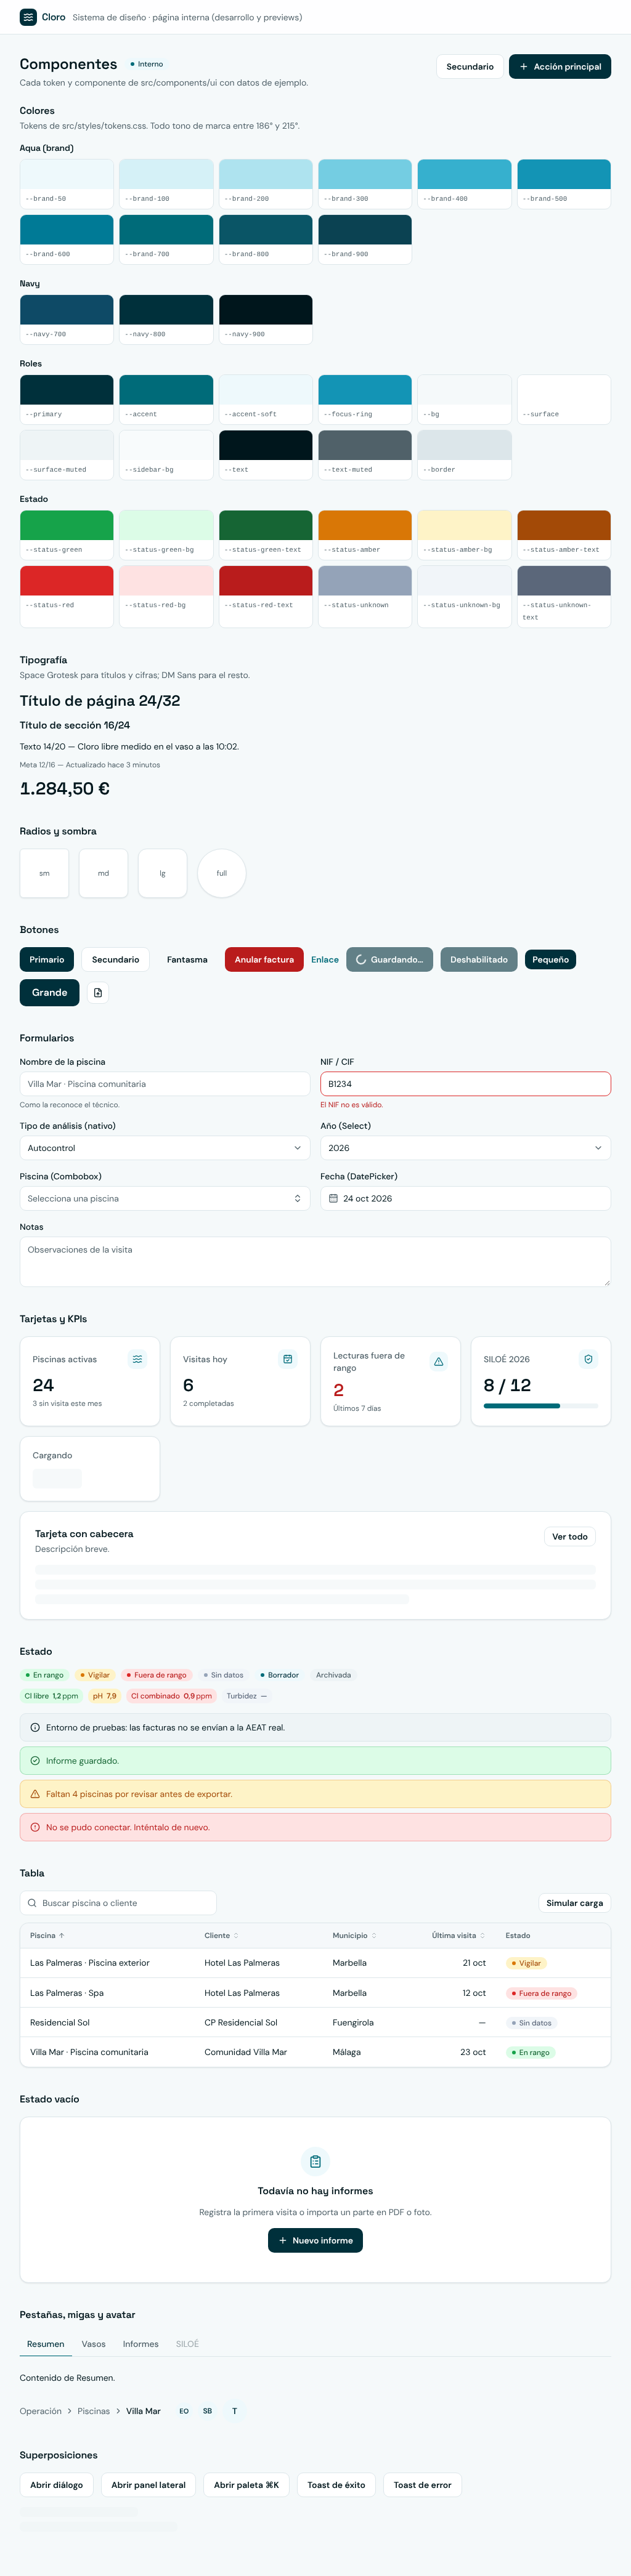 Cloro Sistema de diseño · página interna (desarrollo y previews)
Componentes Interno
Secundario Acción principal
Cada token y componente de src/components/ui con datos de ejemplo.
Colores
Tokens de src/styles/tokens.css. Todo tono de marca entre 186° y 215°.
Aqua (brand)
--brand-50 --brand-100 --brand-200 --brand-300 --brand-400 --brand-500
--brand-600 --brand-700 --brand-800 --brand-900
Navy
--navy-700 --navy-800 --navy-900
Roles
--primary --accent --accent-soft --focus-ring --bg --surface
--surface-muted --sidebar-bg --text --text-muted --border
Estado
--status-green --status-green-bg --status-green-text --status-amber --status-amber-bg --status-amber-text
--status-red --status-red-bg --status-red-text --status-unknown --status-unknown-bg --status-unknown-
text
Tipografía
Space Grotesk para títulos y cifras; DM Sans para el resto.
Título de página 24/32
Título de sección 16/24
Texto 14/20 — Cloro libre medido en el vaso a las 10:02.
Meta 12/16 — Actualizado hace 3 minutos
1.284,50 €
Radios y sombra
sm md lg full
Botones
Primario Secundario Fantasma Anular factura Enlace Guardando… Deshabilitado Pequeño
Grande
Formularios
Nombre de la piscina NIF / CIF
Villa Mar · Piscina comunitaria B1234
Como la reconoce el técnico. El NIF no es válido.
Tipo de análisis (nativo) Año (Select)
Autocontrol 2026
Piscina (Combobox) Fecha (DatePicker)
Selecciona una piscina 24 oct 2026
Notas
Observaciones de la visita
Tarjetas y KPIs
Piscinas activas
24
3 sin visita este mes
Visitas hoy
6
2 completadas
Lecturas fuera de
rango
2
Últimos 7 días
SILOÉ 2026
8 / 12
Cargando
Tarjeta con cabecera Ver todo
Descripción breve.
Estado
En rango Vigilar Fuera de rango Sin datos Borrador Archivada
Cl libre 1,2 ppm pH 7,9 Cl combinado 0,9 ppm Turbidez —
Entorno de pruebas: las facturas no se envían a la AEAT real.
Informe guardado.
Faltan 4 piscinas por revisar antes de exportar.
No se pudo conectar. Inténtalo de nuevo.
Tabla
Buscar piscina o cliente Simular carga
Piscina Cliente Municipio Última visita Estado
Las Palmeras · Piscina exterior Hotel Las Palmeras Marbella 21 oct Vigilar
Las Palmeras · Spa Hotel Las Palmeras Marbella 12 oct Fuera de rango
Residencial Sol CP Residencial Sol Fuengirola — Sin datos
Villa Mar · Piscina comunitaria Comunidad Villa Mar Málaga 23 oct En rango
Estado vacío
Todavía no hay informes
Registra la primera visita o importa un parte en PDF o foto.
Nuevo informe
Pestañas, migas y avatar
Resumen Vasos Informes SILOÉ
Contenido de Resumen.
Operación Piscinas Villa Mar EO SB T
Superposiciones
Abrir diálogo Abrir panel lateral Abrir paleta ⌘K Toast de éxito Toast de error